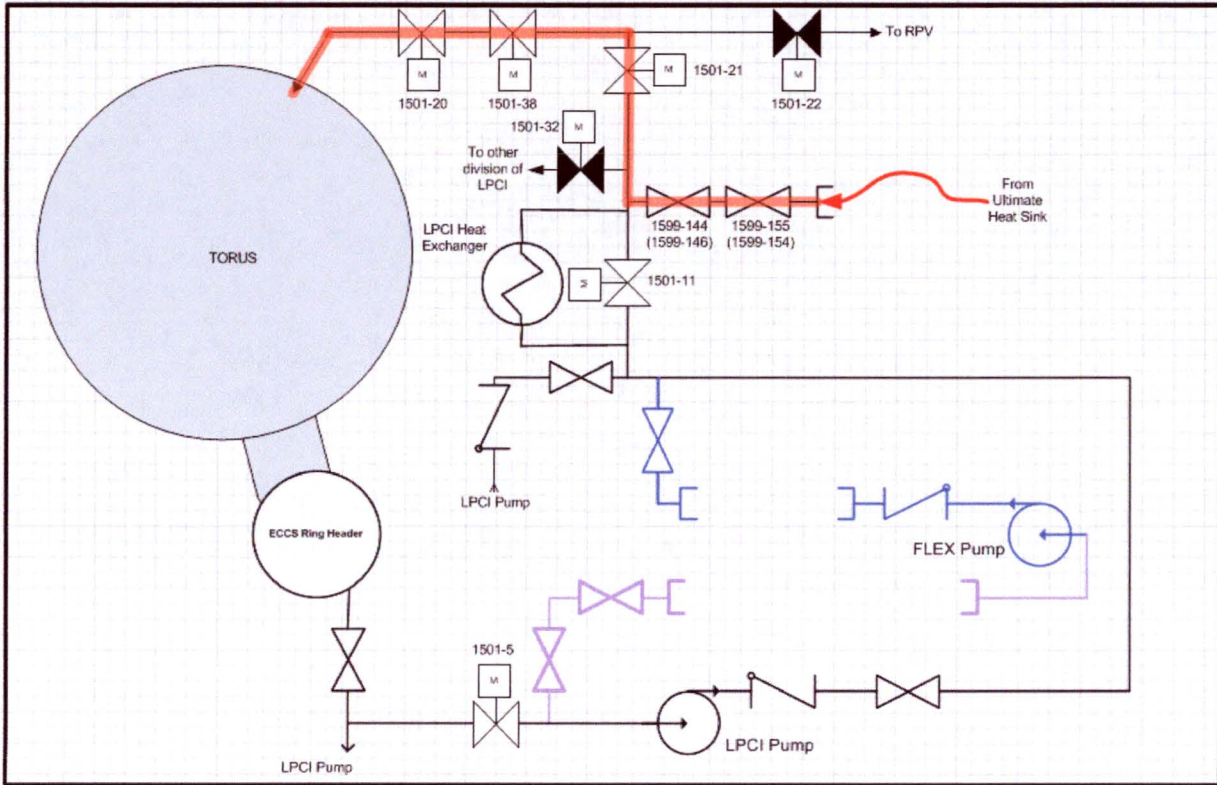 To RPV
M
M
M
M
1501-20
1501-38
1501-21
1501-22
1501-32
M
To other
division of
LPCI
From
Ultimate
Heat Sink
1599-144
(1599-146)
1599-155
(1599-154)
LPCI Heat
Exchanger
TORUS
M
1501-11
LPCI Pump
ECCS Ring Header
FLEX Pump
1501-5
M
LPCI Pump
LPCI Pump